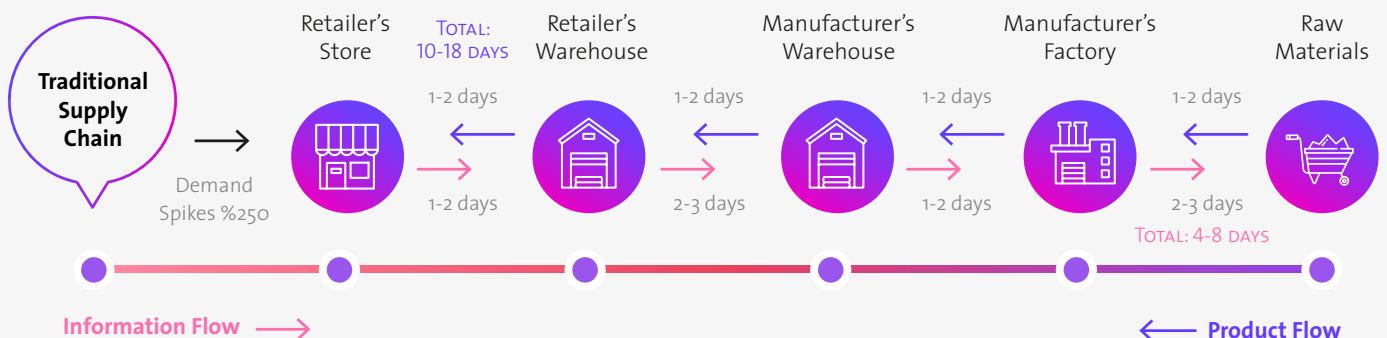 Traditional
Supply
Chain
Demand
Spikes %250
Retailer’s
Store
TOTAL:
10-18 DAYS
1-2 days
1-2 days
Retailer’s
Warehouse
1-2 days
2-3 days
Manufacturer’s
Warehouse
1-2 days
1-2 days
Manufacturer’s
Factory
1-2 days
2-3 days
TOTAL: 4-8 DAYS
Raw
Materials
Information Flow
Product Flow